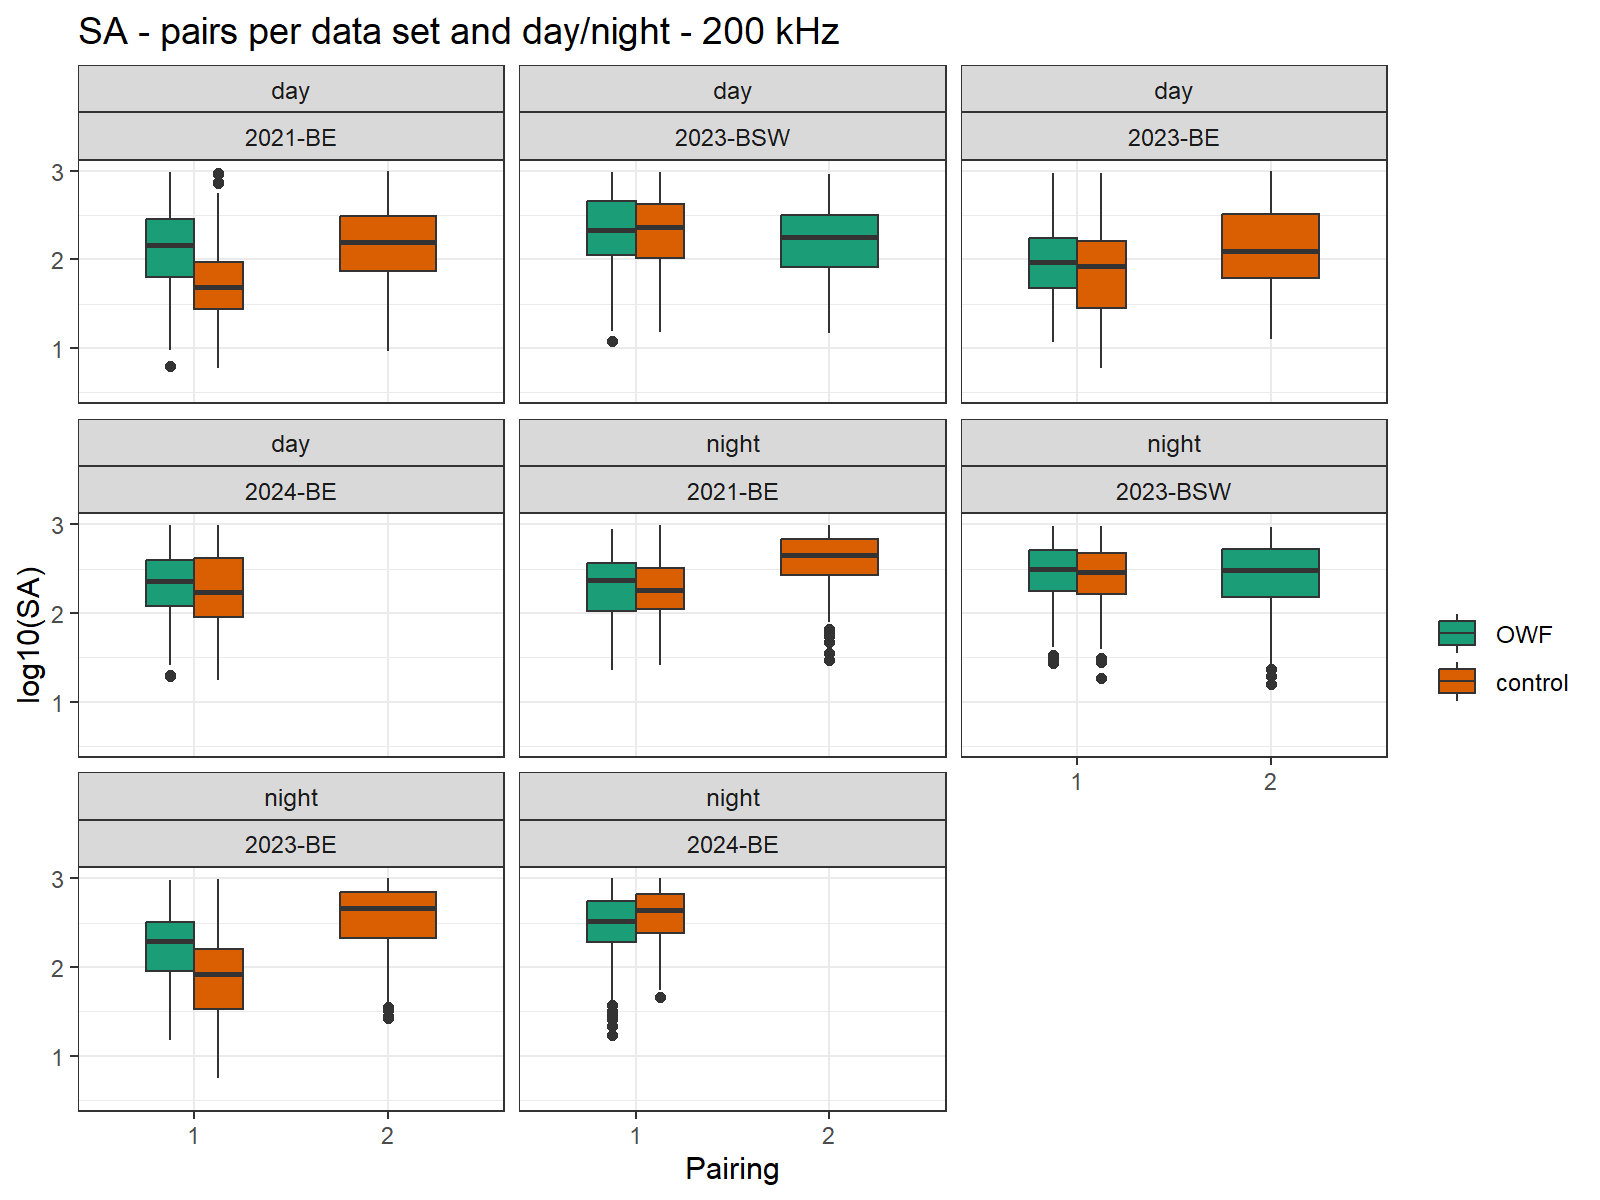 SA - pairs per data set and day/night - 200 kHz
day
day
day
2021-BE
2023-BSW
2023-BE
3
2
1
day
night
night
2024-BE
2021-BE
2023-BSW
3
2
1
1
2
night
night
2023-BE
2024-BE
3
2
1
1
2
1
2
Pairing
log10(SA)
OWF
control